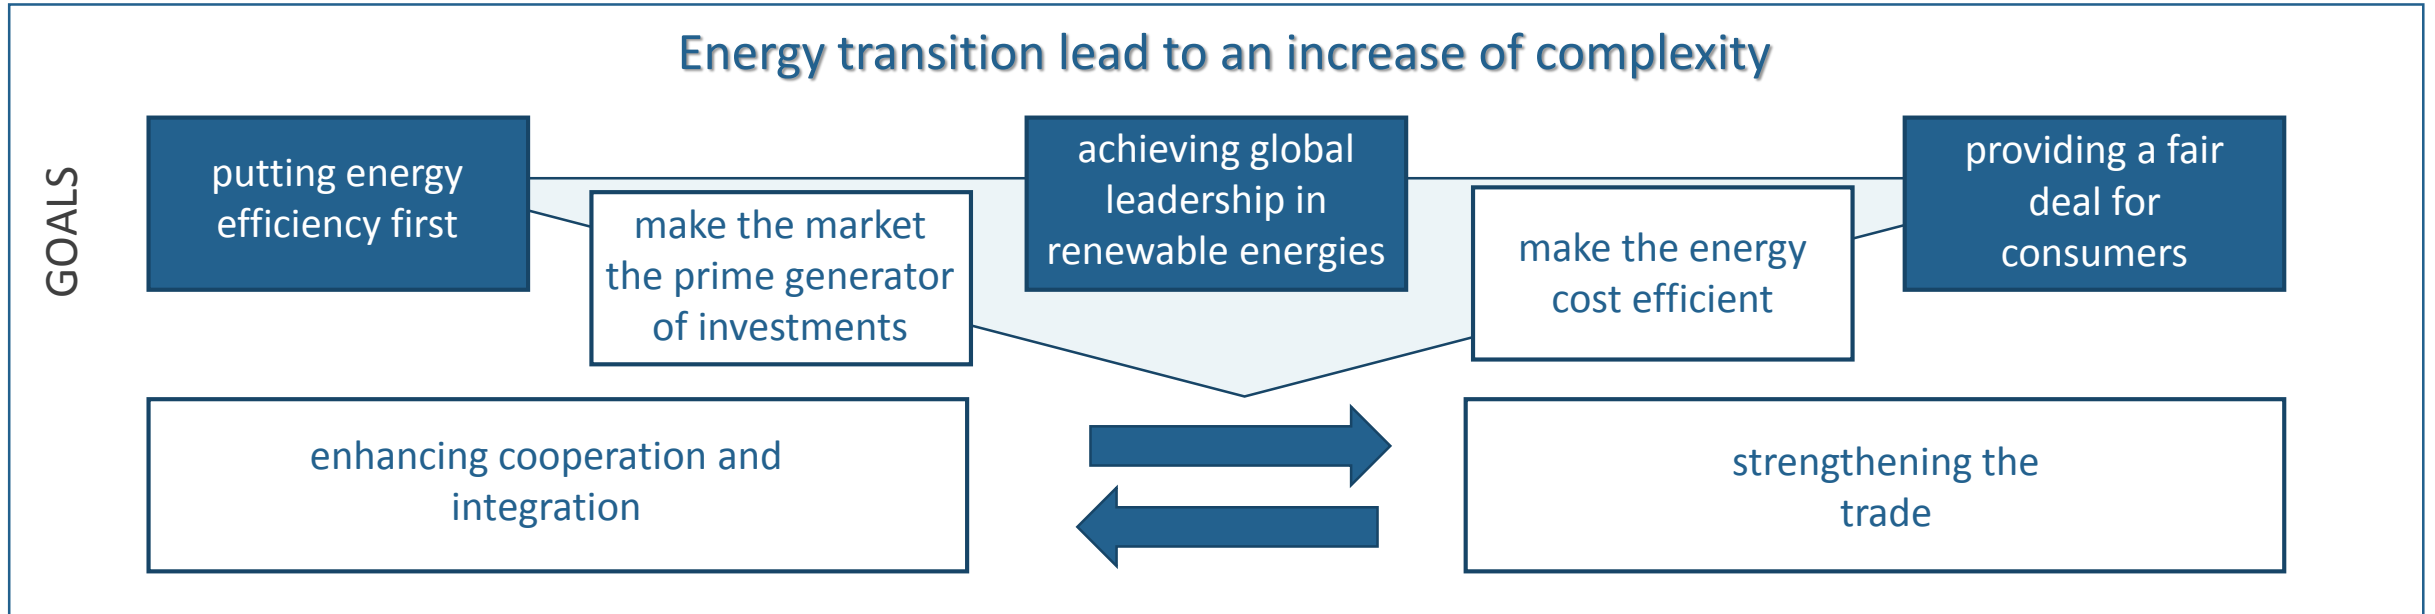 Energy transition lead to an increase of complexity
GOALS
putting energy
efficiency first
make the market
the prime generator
of investments
achieving global
leadership in
renewable energies
make the energy
cost efficient
providing a fair
deal for
consumers
enhancing cooperation and
integration
strengthening the
trade